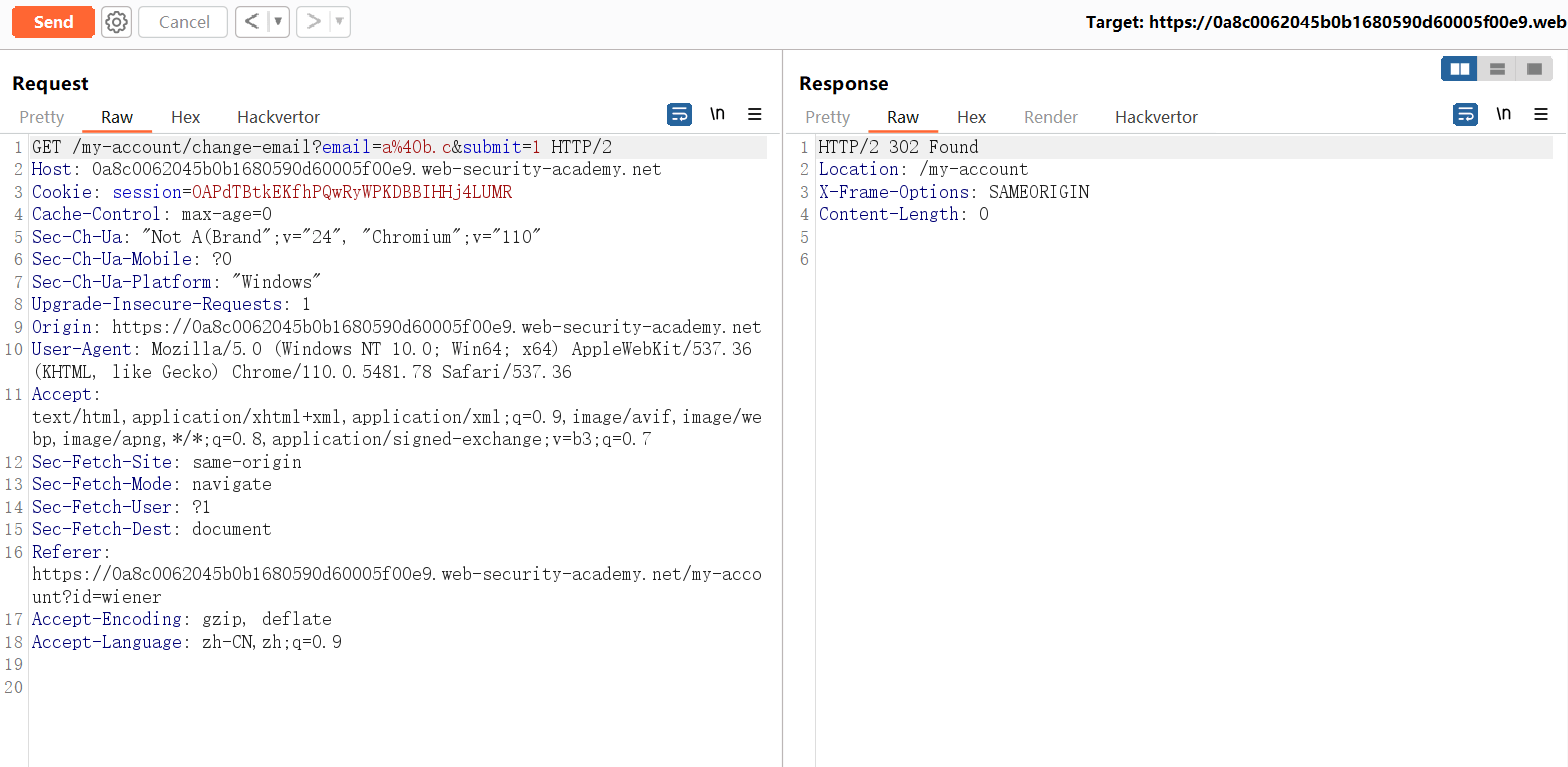 Send
Cancel
< ▼
> ▼
Target: https://0a8c0062045b0b1680590d60005f00e9.web
Request
Pretty Raw Hex Hackvertor
\n
1 GET /my-account/change-email?email=a%40b.c&submit=1 HTTP/2
2 Host: 0a8c0062045b0b1680590d60005f00e9.web-security-academy.net
3 Cookie: session=OAPdTBtkEKfhPQwRyWPKDBBIHHj4LUMR
4 Cache-Control: max-age=0
5 Sec-Ch-Ua: "Not A(Brand";v="24", "Chromium";v="110"
6 Sec-Ch-Ua-Mobile: ?0
7 Sec-Ch-Ua-Platform: "Windows"
8 Upgrade-Insecure-Requests: 1
9 Origin: https://0a8c0062045b0b1680590d60005f00e9.web-security-academy.net
10 User-Agent: Mozilla/5.0 (Windows NT 10.0; Win64; x64) AppleWebKit/537.36
(KHTML, like Gecko) Chrome/110.0.5481.78 Safari/537.36
11 Accept:
text/html,application/xhtml+xml,application/xml;q=0.9,image/avif,image/we
bp,image/apng,*/*;q=0.8,application/signed-exchange;v=b3;q=0.7
12 Sec-Fetch-Site: same-origin
13 Sec-Fetch-Mode: navigate
14 Sec-Fetch-User: ?1
15 Sec-Fetch-Dest: document
16 Referer:
https://0a8c0062045b0b1680590d60005f00e9.web-security-academy.net/my-acco
unt?id=wiener
17 Accept-Encoding: gzip, deflate
18 Accept-Language: zh-CN,zh;q=0.9
19
20
Response
Pretty Raw Hex Render Hackvertor
\n
1 HTTP/2 302 Found
2 Location: /my-account
3 X-Frame-Options: SAMEORIGIN
4 Content-Length: 0
5
6